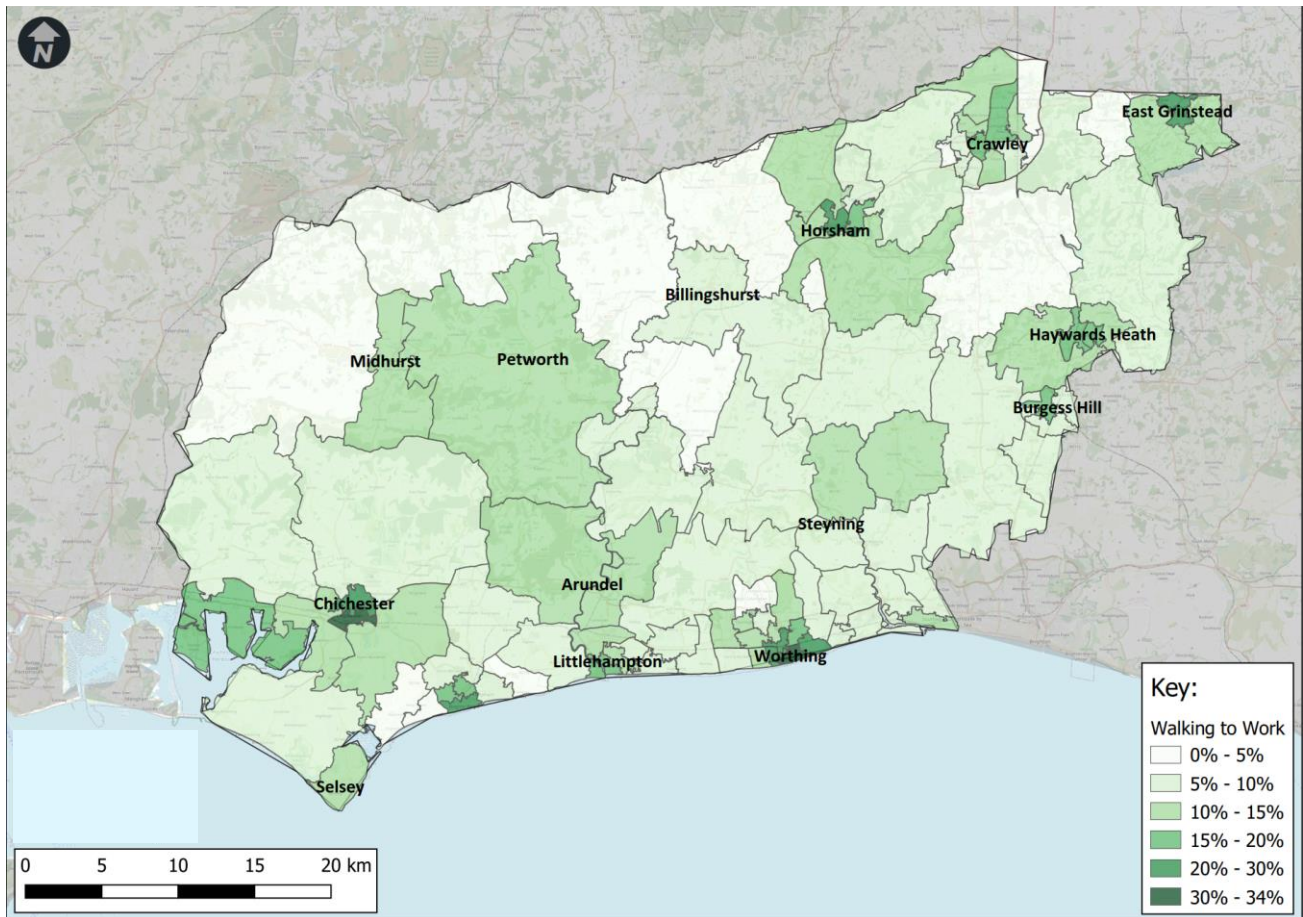 N
East Grinstead
Crawley
Horsham
Billingshurst
Haywards Heath
Midhurst
Petworth
Burgess Hill
Steyning
Arundel
Chichester
Worthing
Littlehampton
Selsey
Key:
Walking to Work
0% - 5%
5% - 10%
10% - 15%
15% - 20%
20% - 30%
30% - 34%
0 5 10 15 20 km